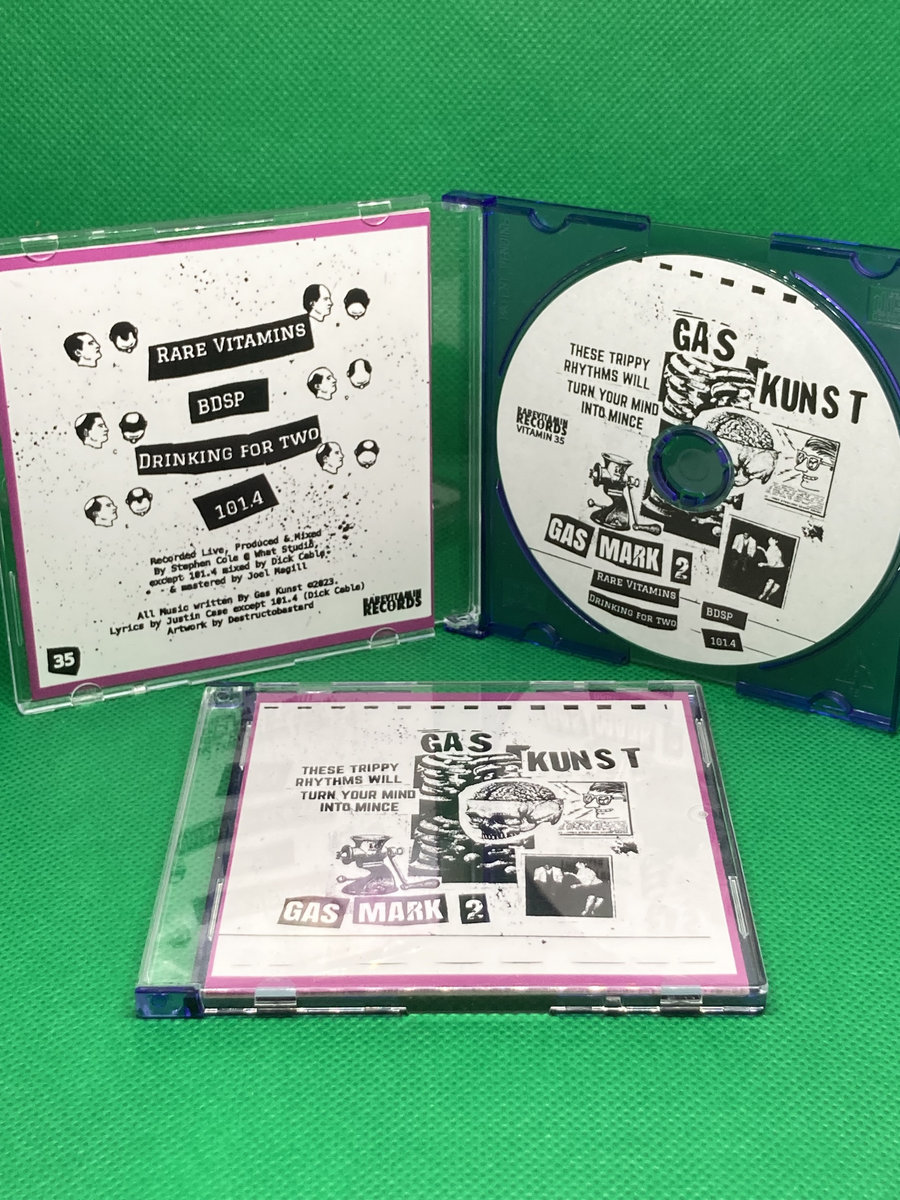 RARE VITAMINS
BDSP
DRINKING FOR TWO
101.4
Recorded Live, Produced & Mixed
By Stephen Cole @ What Studio,
except 101.4 mixed by Dick Cable
& mastered by Joel Magill
All Music written By Gas Kunst ©2023.
Lyrics by Justin Case except 101.4 (Dick Cable)
Artwork by Destructobastard
RAREVITAMIN
RECORDS
35
GAS
KUNST
THESE TRIPPY
RHYTHMS WILL
TURN YOUR MIND
INTO MINCE
RAREVITAMIN
RECORDS
VITAMIN 35
GAS MARK 2
RARE VITAMINS
BDSP
DRINKING FOR TWO
101.4
GAS
KUNST
THESE TRIPPY
RHYTHMS WILL
TURN YOUR MIND
INTO MINCE
GAS MARK 2